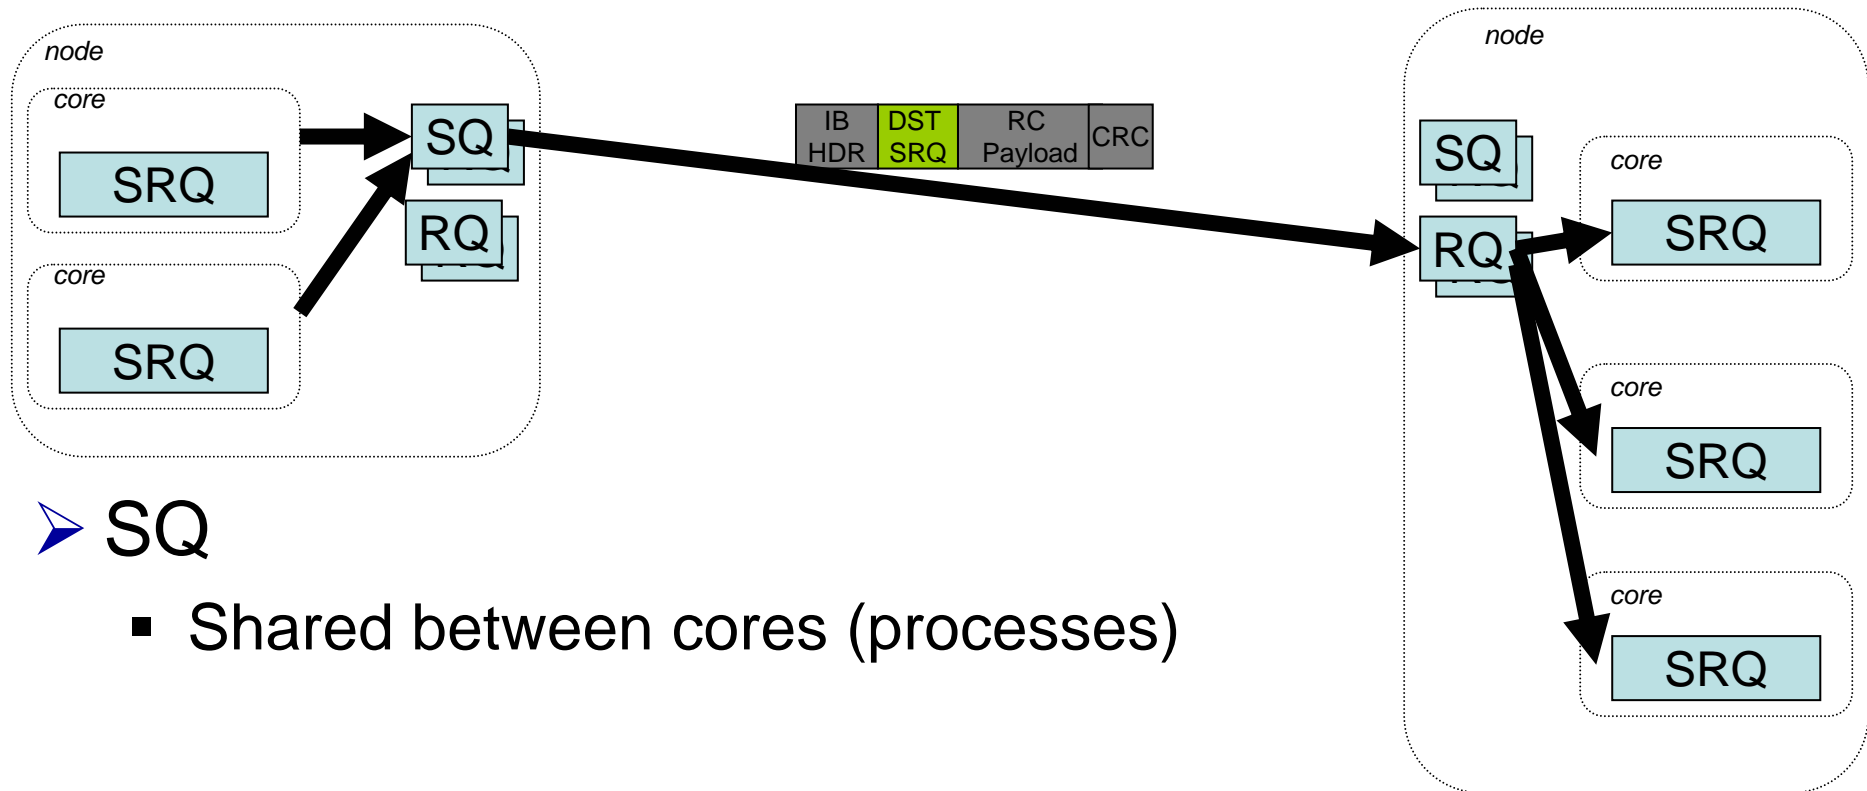 node
core
SRQ
core
SRQ
SQ
RQ
IB
HDR
DST
SRQ
RC
Payload
CRC
node
SQ
RQ
core
SRQ
core
SRQ
core
SRQ
SQ
Shared between cores (processes)